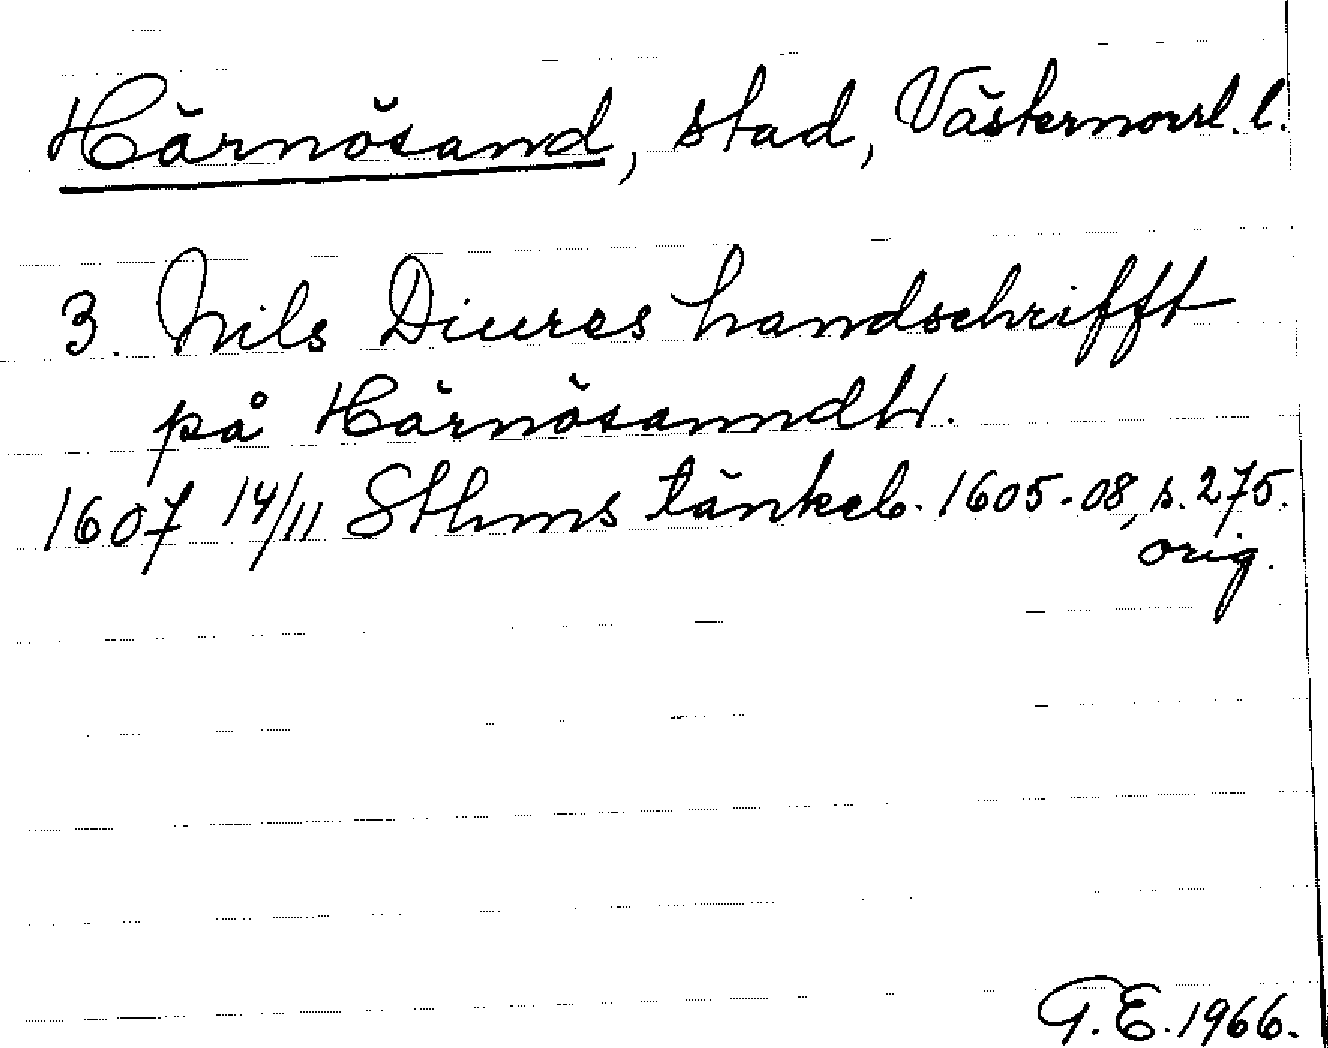 Härnösand, stad, Västernorrl. l.
3. Nils Diures handschrifft
på Härnösanndh.
1607 14/11 Sthms tänkeb. 1605-08, s. 275.
orig.
G.E. 1966.